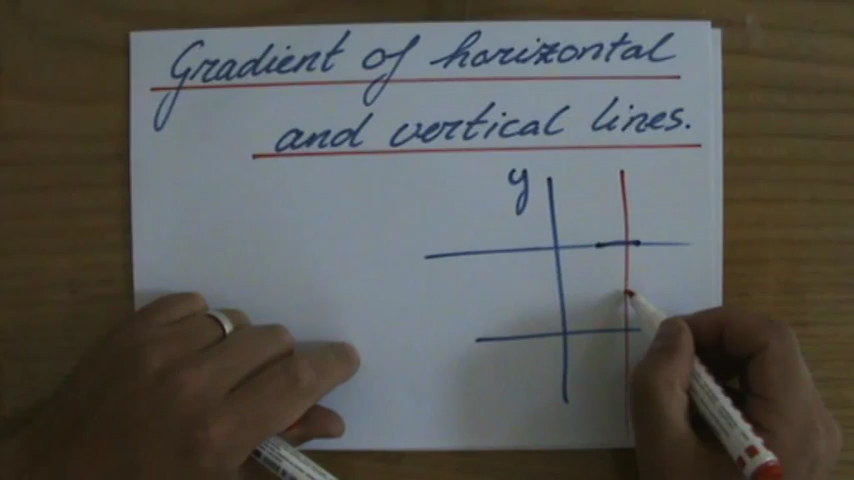 Gradient of horizontal
and vertical lines.
y